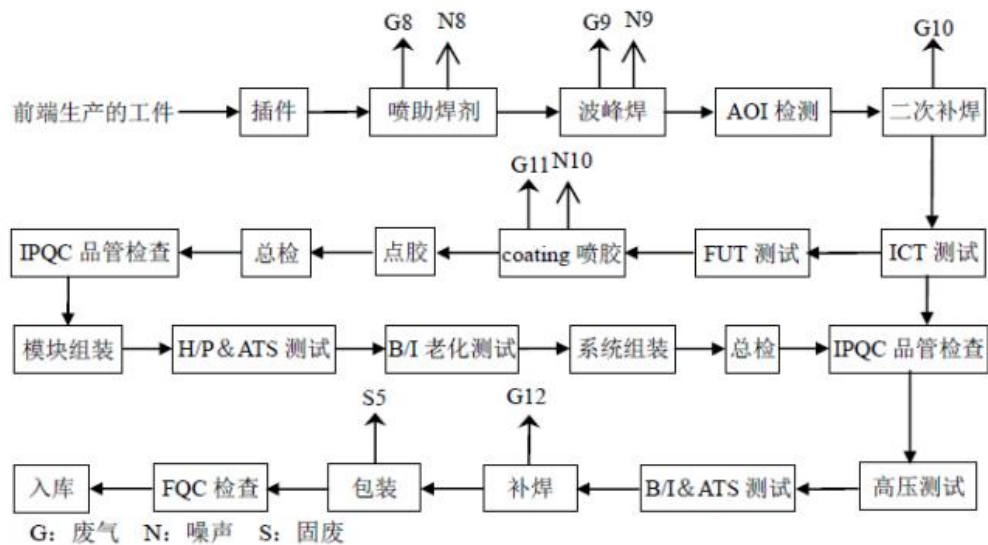 G8 N8 G9 N9 G10
前端生产的工件 插件 喷助焊剂 波峰焊 AOI 检测 二次补焊
G11 N10
IPQC 品管检查 总检 点胶 coating 喷胶 FUT 测试 ICT 测试
模块组装 H/P＆ATS 测试 B/I 老化测试 系统组装 总检 IPQC 品管检查
S5 G12
入库 FQC 检查 包装 补焊 B/I＆ATS 测试 高压测试
G：废气 N：噪声 S：固废